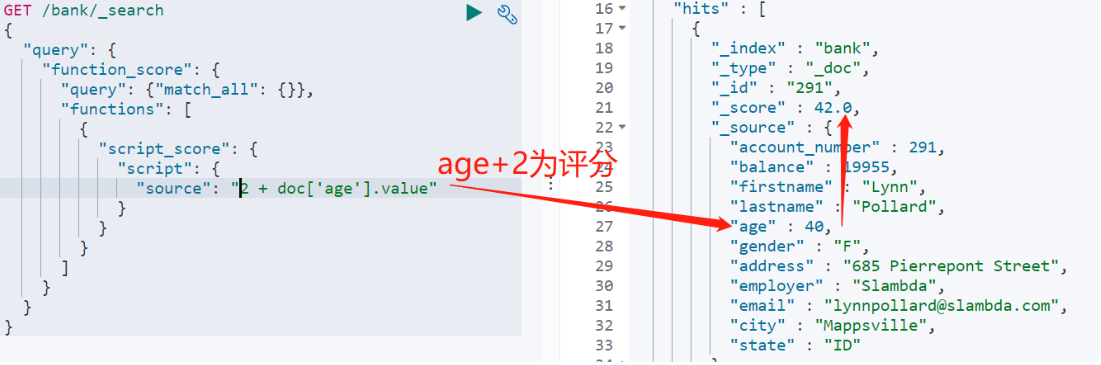 GET /bank/_search
{
  "query": {
    "function_score": {
      "query": {"match_all": {}},
      "functions": [
        {
          "script_score": {
            "script": {
              "source": "2 + doc['age'].value"
            }
          }
        }
      ]
    }
  }
}
age+2为评分
16 "hits" : [
17 {
18 "_index" : "bank",
19 "_type" : "_doc",
20 "_id" : "291",
21 "_score" : 42.0,
22 "_source" : {
23 "account_number" : 291,
24 "balance" : 19955,
25 "firstname" : "Lynn",
26 "lastname" : "Pollard",
27 "age" : 40,
28 "gender" : "F",
29 "address" : "685 Pierrepont Street",
30 "employer" : "Slambda",
31 "email" : "lynnpollard@slambda.com",
32 "city" : "Mappsville",
33 "state" : "ID"